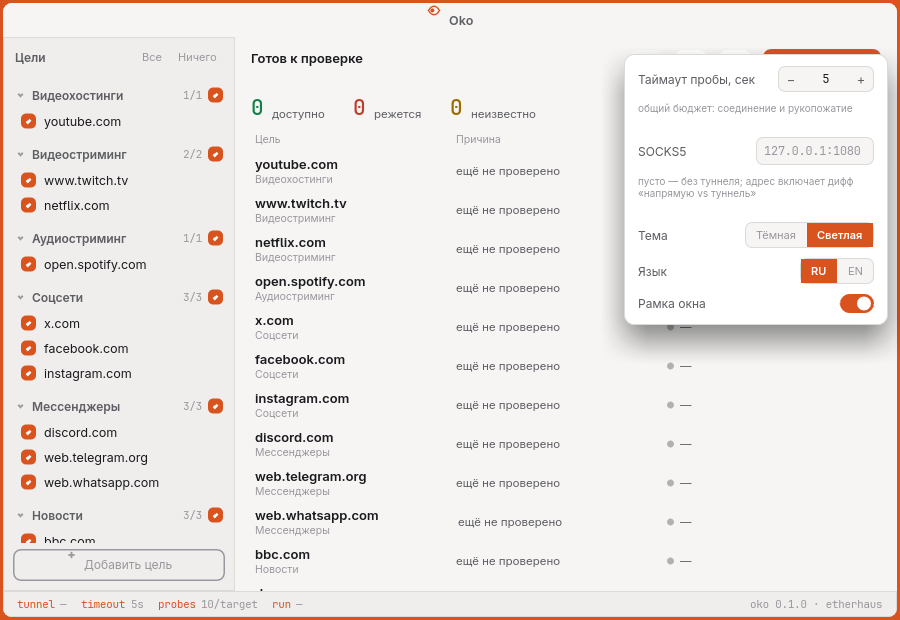 Oko
Цели
Все
Ничего
Видеохостинги 1/1
youtube.com
Видеостриминг 2/2
www.twitch.tv
netflix.com
Аудиостриминг 1/1
open.spotify.com
Соцсети 3/3
x.com
facebook.com
instagram.com
Мессенджеры 3/3
discord.com
web.telegram.org
web.whatsapp.com
Новости 3/3
bbc.com
+ Добавить цель
Готов к проверке
0 доступно 0 режется 0 неизвестно
Цель Причина
youtube.com
Видеохостинги
ещё не проверено
www.twitch.tv
Видеостриминг
ещё не проверено
netflix.com
Видеостриминг
ещё не проверено
open.spotify.com
Аудиостриминг
ещё не проверено
x.com
Соцсети
ещё не проверено
—
facebook.com
Соцсети
ещё не проверено
—
instagram.com
Соцсети
ещё не проверено
—
discord.com
Мессенджеры
ещё не проверено
—
web.telegram.org
Мессенджеры
ещё не проверено
—
web.whatsapp.com
Мессенджеры
ещё не проверено
—
bbc.com
Новости
ещё не проверено
—
Таймаут пробы, сек – 5 +
общий бюджет: соединение и рукопожатие
SOCKS5 127.0.0.1:1080
пусто — без туннеля; адрес включает дифф
«напрямую vs туннель»
Тема Тёмная Светлая
Язык RU EN
Рамка окна
tunnel — timeout 5s probes 10/target run —
oko 0.1.0 · etherhaus